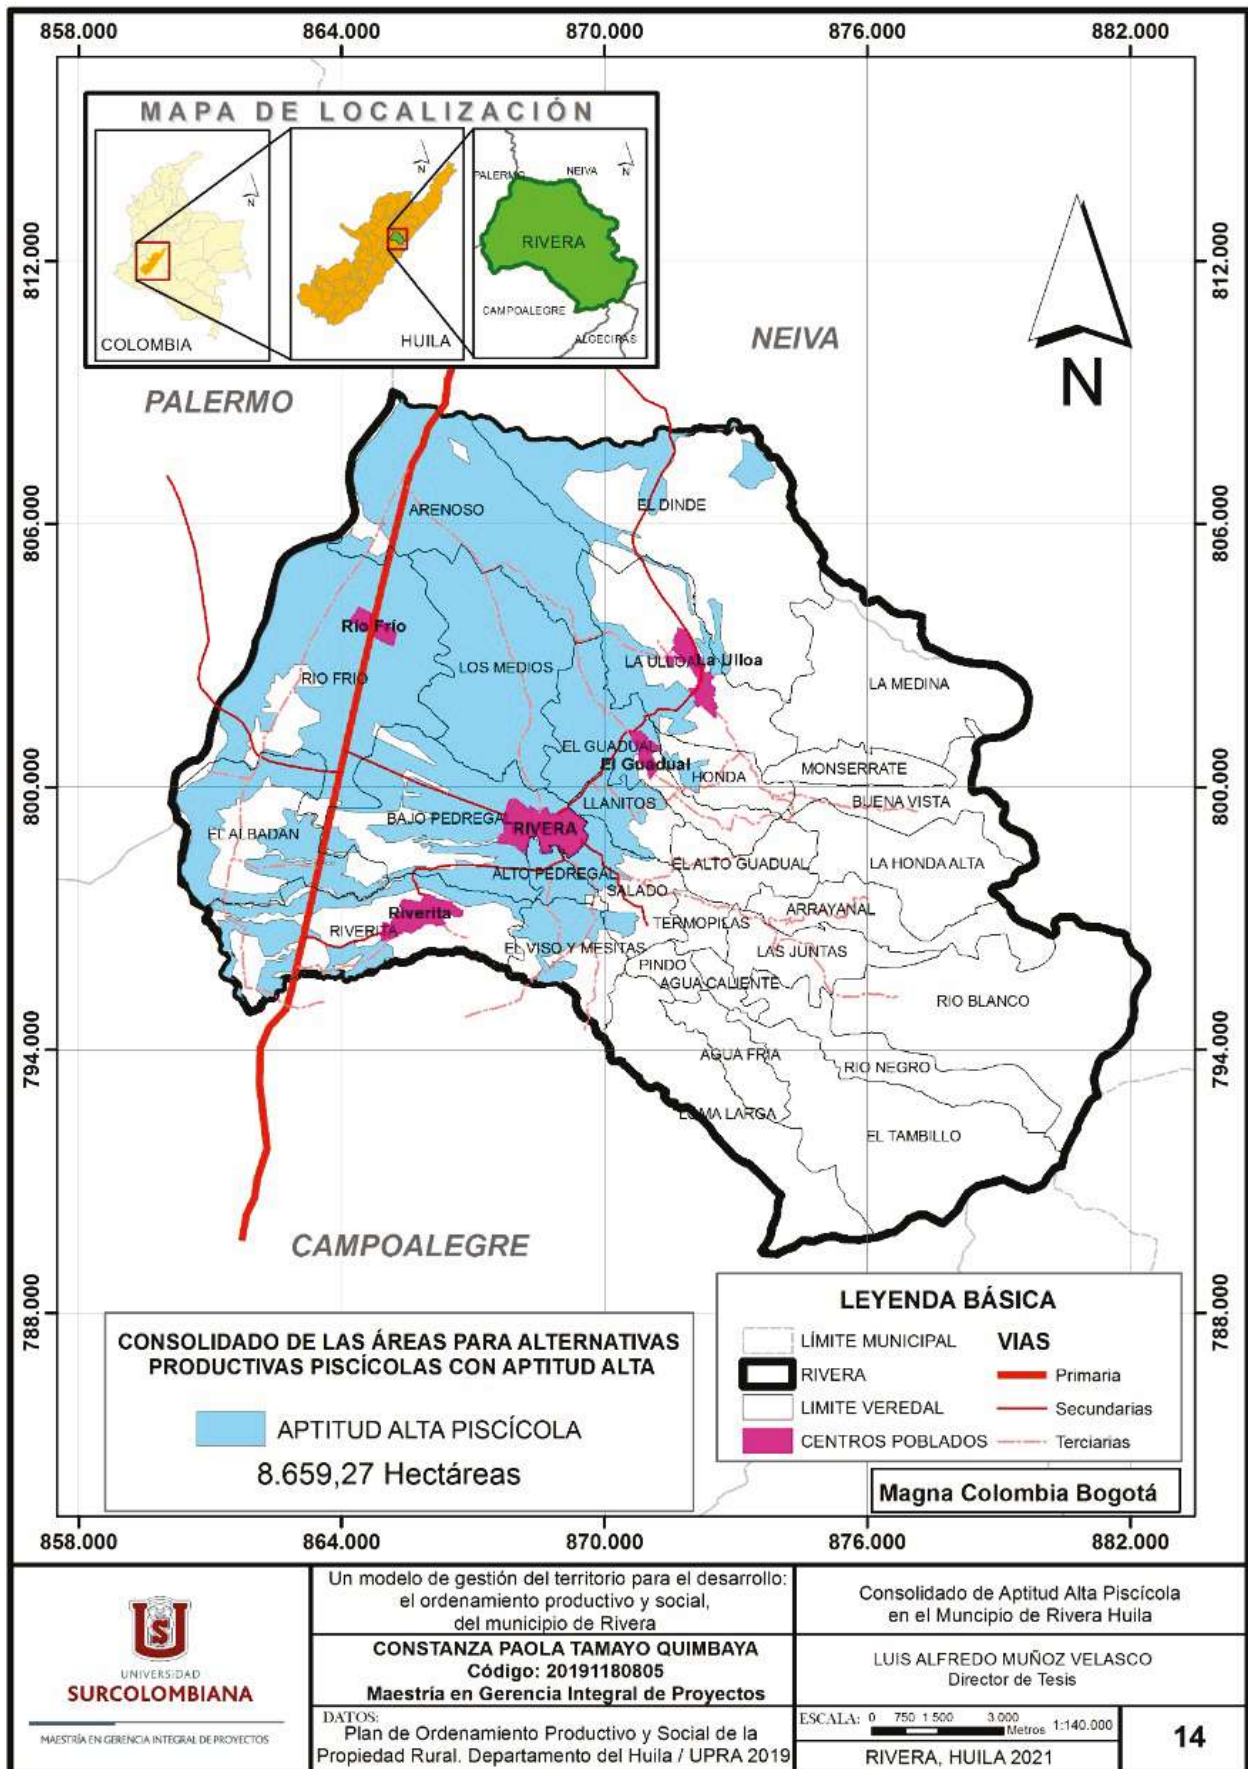 858.000 864.000 870.000 876.000 882.000
MAPA DE LOCALIZACIÓN
N
COLOMBIA
N
HUILA
PALERMO
NEIVA
N
RIVERA
CAMPOALEGRE
ALGECIRAS
812.000
812.000
NEIVA
N
PALERMO
806.000
806.000
ARENOSO
EL DINDE
Río Frío
RIO FRIO
LOS MEDIOS
LA ULLOA
La Ulloa
LA MEDINA
EL GUADUAL
El Guadual
HONDA
MONSERRATE
800.000
800.000
LLANITOS
BUENA VISTA
EL ALBADAN
BAJO PEDREGAL
RIVERA
ALTO PEDREGAL
EL ALTO GUADUAL
LA HONDA ALTA
SALADO
Riverita
RIVERITA
TERMOPILAS
ARRAYANAL
EL VISO Y MESITAS
LAS JUNTAS
PINDO
AGUA CALIENTE
RIO BLANCO
794.000
794.000
AGUA FRIA
RIO NEGRO
LOMA LARGA
EL TAMBILLO
CAMPOALEGRE
788.000
788.000
CONSOLIDADO DE LAS ÁREAS PARA ALTERNATIVAS
PRODUCTIVAS PISCÍCOLAS CON APTITUD ALTA
APTITUD ALTA PISCÍCOLA
8.659,27 Hectáreas
LEYENDA BÁSICA
LÍMITE MUNICIPAL
RIVERA
LIMITE VEREDAL
CENTROS POBLADOS
VIAS
Primaria
Secundarias
Terciarias
Magna Colombia Bogotá
858.000 864.000 870.000 876.000 882.000
UNIVERSIDAD
SURCOLOMBIANA
MAESTRÍA EN GERENCIA INTEGRAL DE PROYECTOS
Un modelo de gestión del territorio para el desarrollo:
el ordenamiento productivo y social,
del municipio de Rivera
CONSTANZA PAOLA TAMAYO QUIMBAYA
Código: 20191180805
Maestría en Gerencia Integral de Proyectos
DATOS:
Plan de Ordenamiento Productivo y Social de la
Propiedad Rural. Departamento del Huila / UPRA 2019
Consolidado de Aptitud Alta Piscícola
en el Muncipio de Rivera Huila
LUIS ALFREDO MUÑOZ VELASCO
Director de Tesis
ESCALA: 0 750 1 500 3.000 Metros 1:140.000
RIVERA, HUILA 2021
14